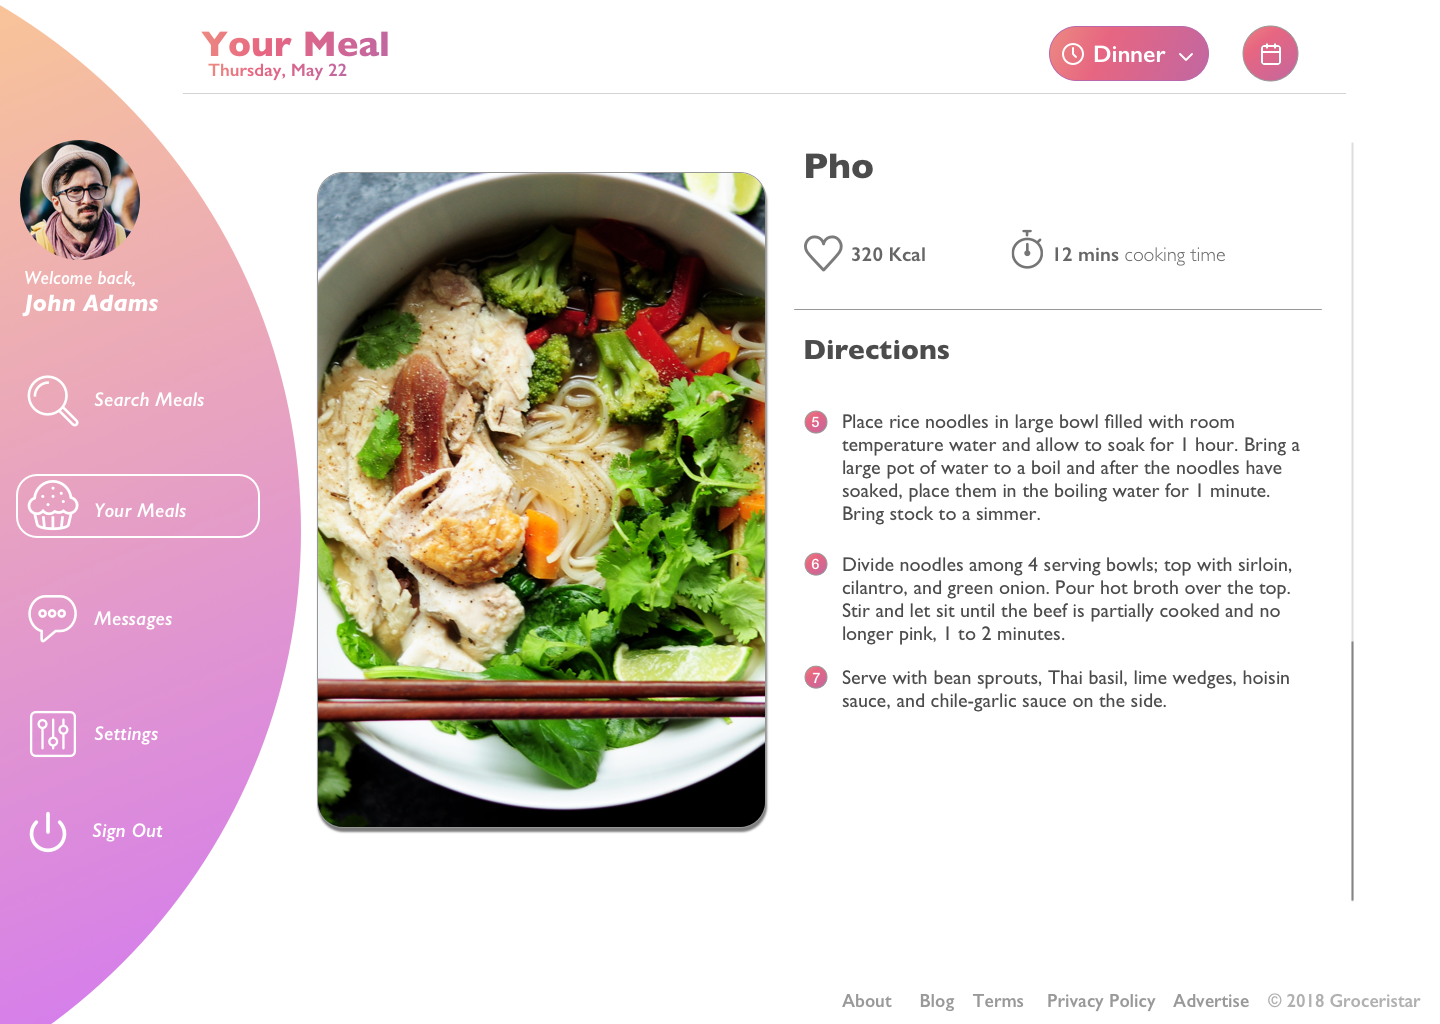 Your Meal
Thursday, May 22
Dinner
Welcome back,
John Adams
Search Meals
Your Meals
Messages
Settings
Sign Out
Pho
320 Kcal
12 mins cooking time
Directions
5 Place rice noodles in large bowl filled with room
temperature water and allow to soak for 1 hour. Bring a
large pot of water to a boil and after the noodles have
soaked, place them in the boiling water for 1 minute.
Bring stock to a simmer.
6 Divide noodles among 4 serving bowls; top with sirloin,
cilantro, and green onion. Pour hot broth over the top.
Stir and let sit until the beef is partially cooked and no
longer pink, 1 to 2 minutes.
7 Serve with bean sprouts, Thai basil, lime wedges, hoisin
sauce, and chile-garlic sauce on the side.
About Blog Terms Privacy Policy Advertise © 2018 Groceristar